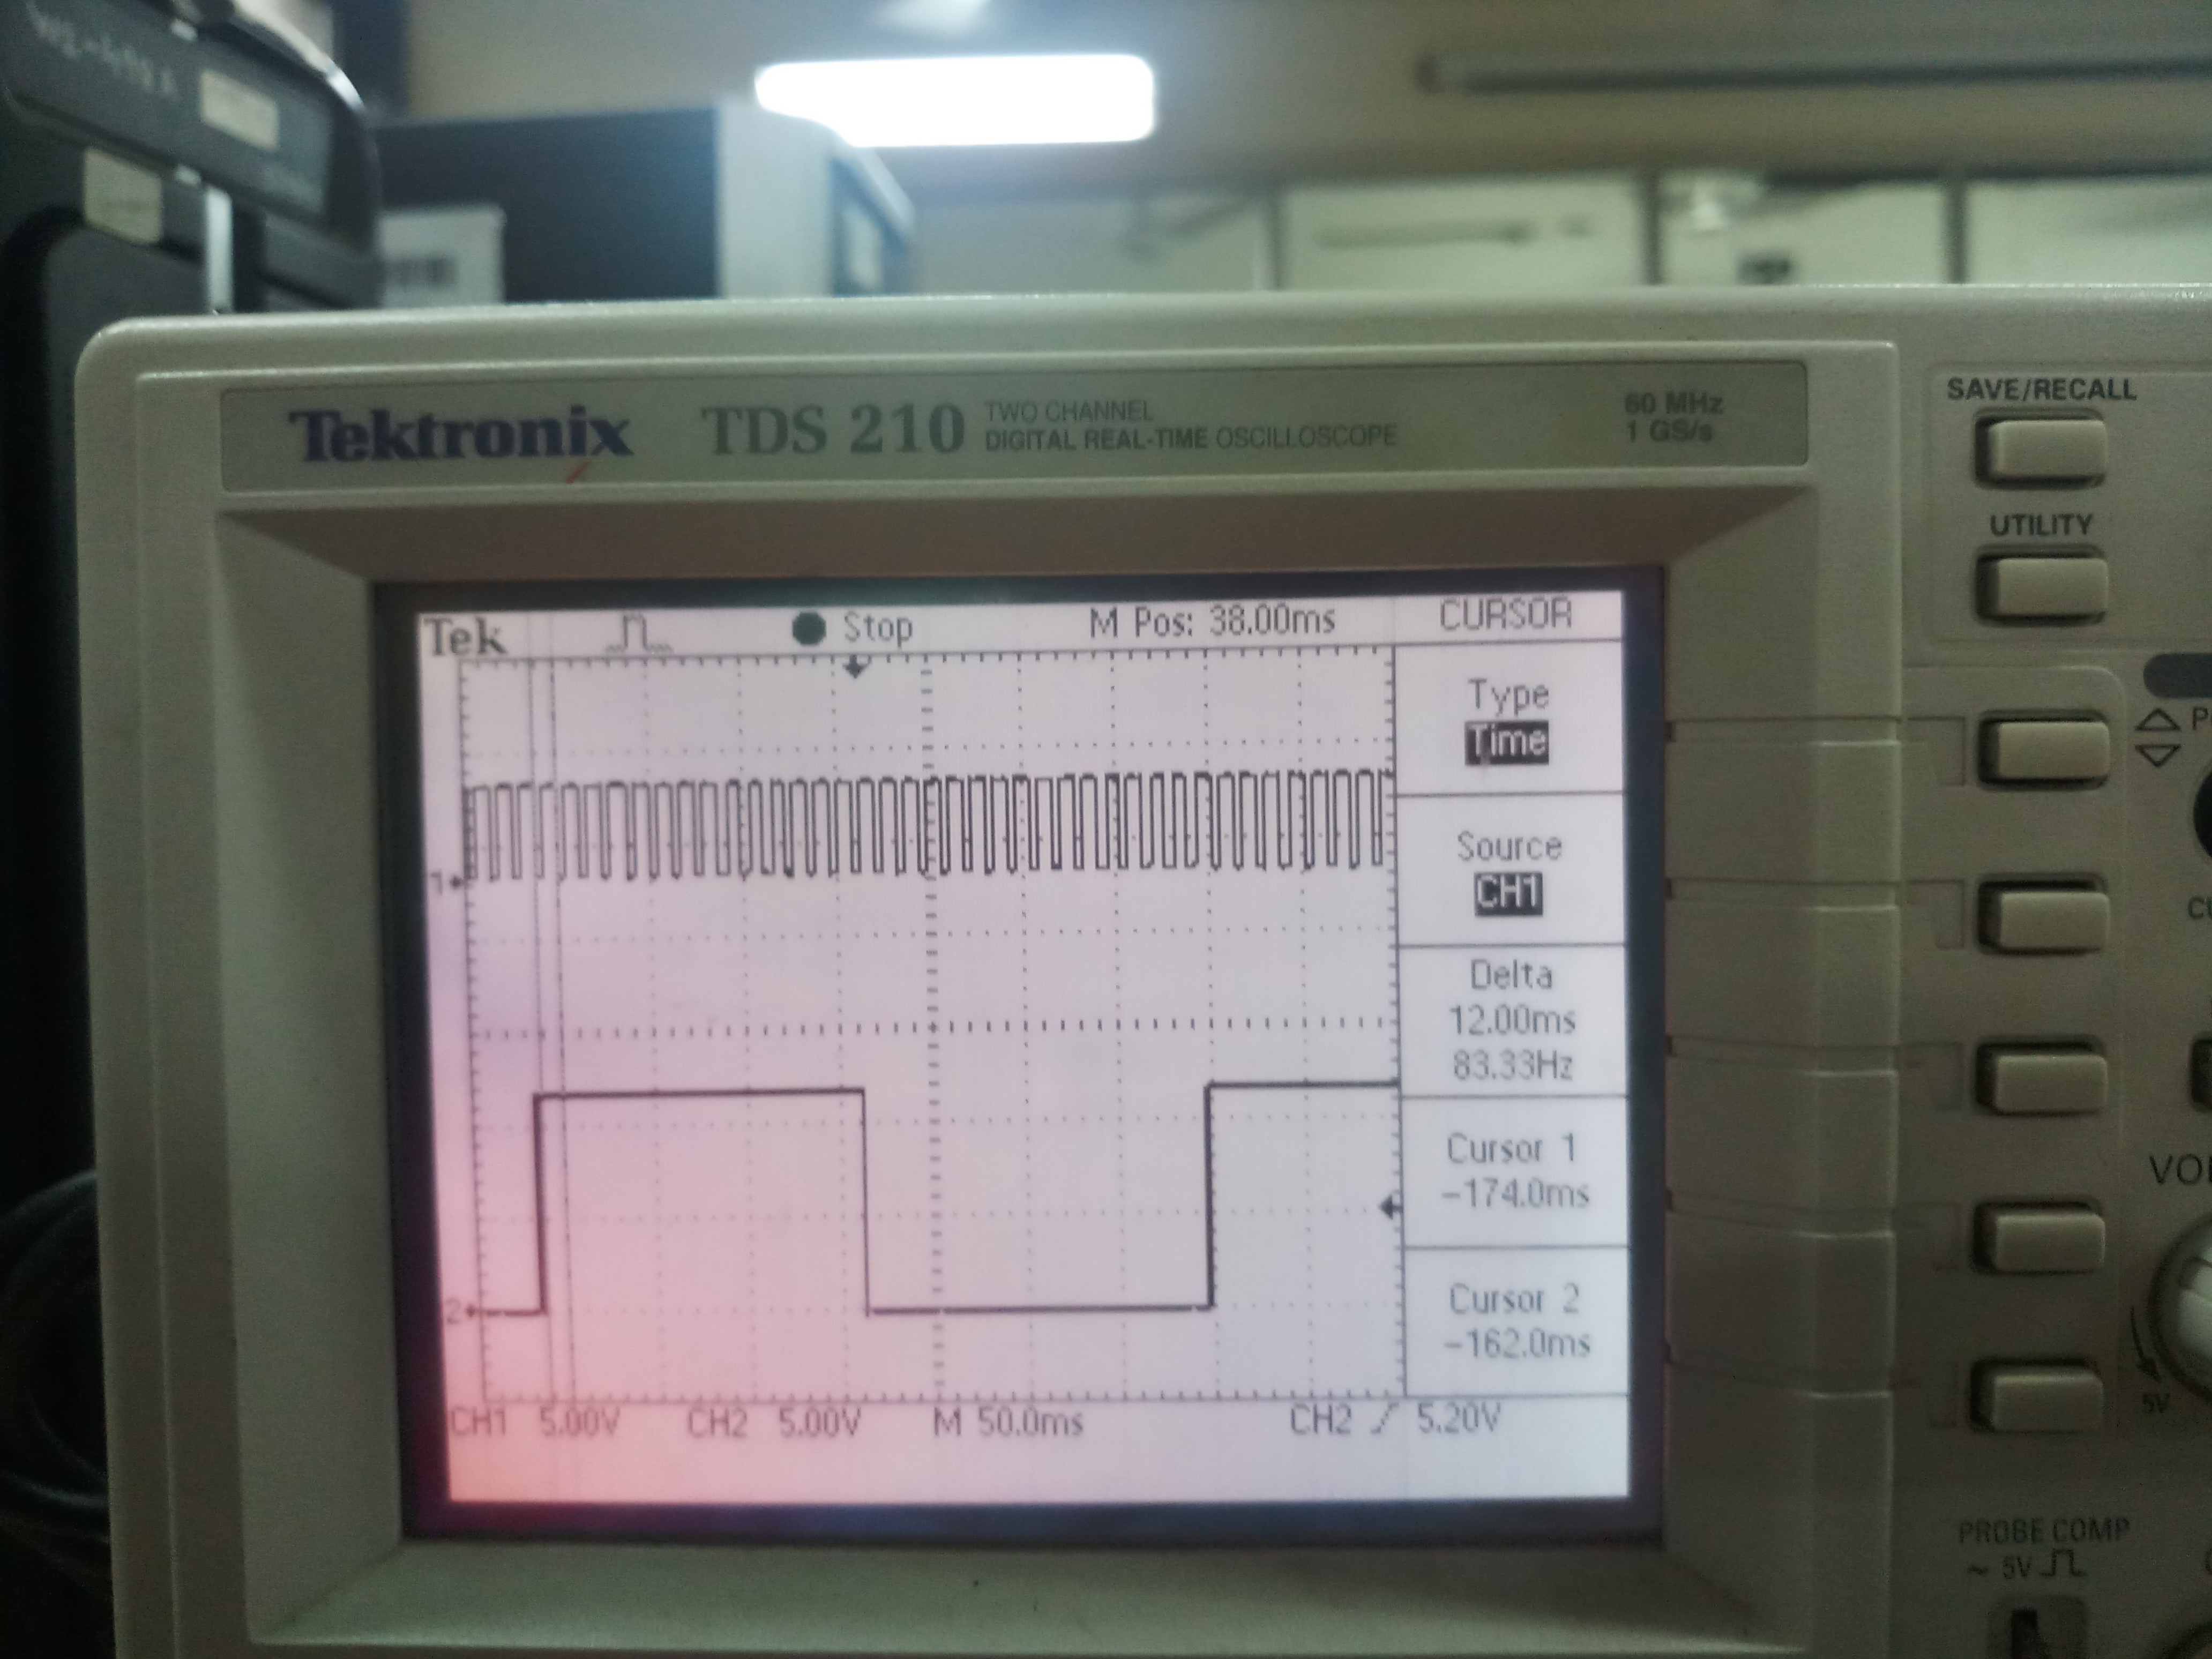 Tektronix TDS 210 TWO CHANNEL
DIGITAL REAL-TIME OSCILLOSCOPE
60 MHz
1 GS/s
SAVE/RECALL
UTILITY
Tek Stop M Pos: 38.00ms CURSOR
Type
Time
Source
CH1
Delta
12.00ms
83.33Hz
Cursor 1
-174.0ms
Cursor 2
-162.0ms
1
2
CH1 5.00V CH2 5.00V M 50.0ms CH2 5.20V
5V
PROBE COMP
~ 5V